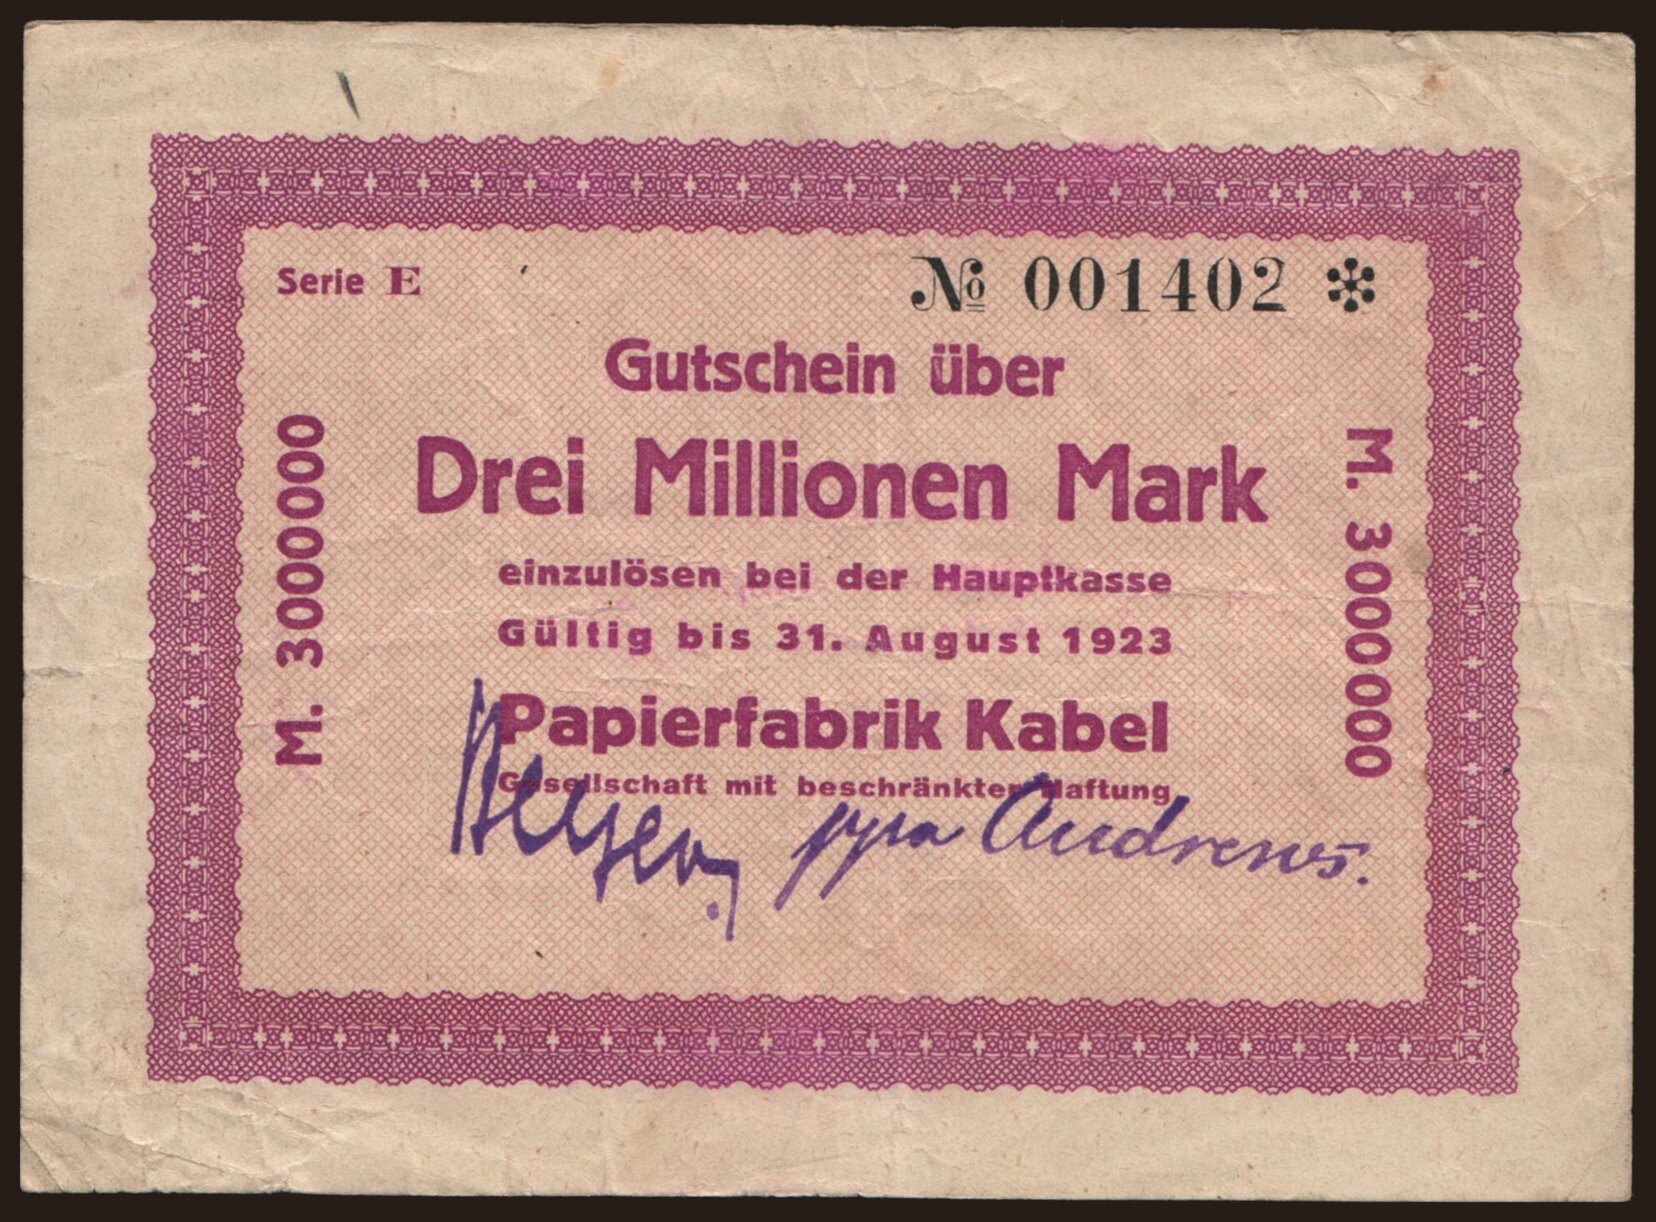 Serie E
№ 001402 *
Gutschein über
Drei Millionen Mark
einzulösen bei der Hauptkasse
Gültig bis 31. August 1923
Papierfabrik Kabel
Gesellschaft mit beschränkter Haftung
ppa Andrews.
M. 3000000
M. 3000000